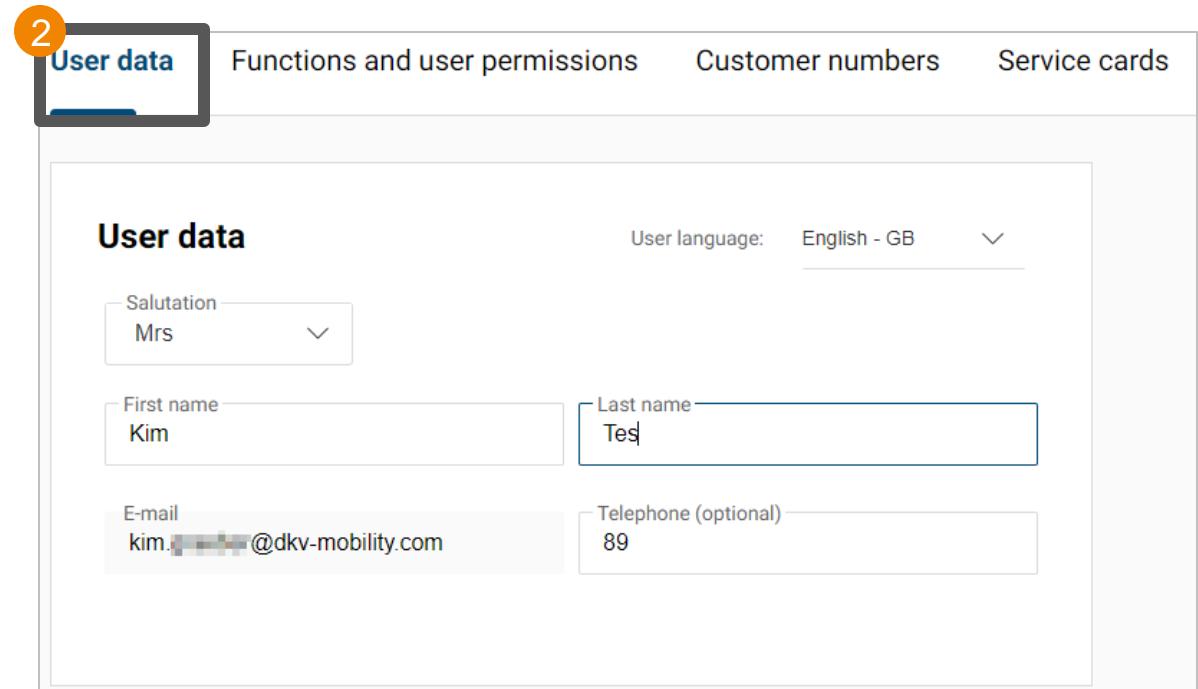 2
User data Functions and user permissions Customer numbers Service cards
User data User language: English - GB
Salutation
Mrs
First name Last name
Kim Tes
E-mail Telephone (optional)
kim. @dkv-mobility.com 89